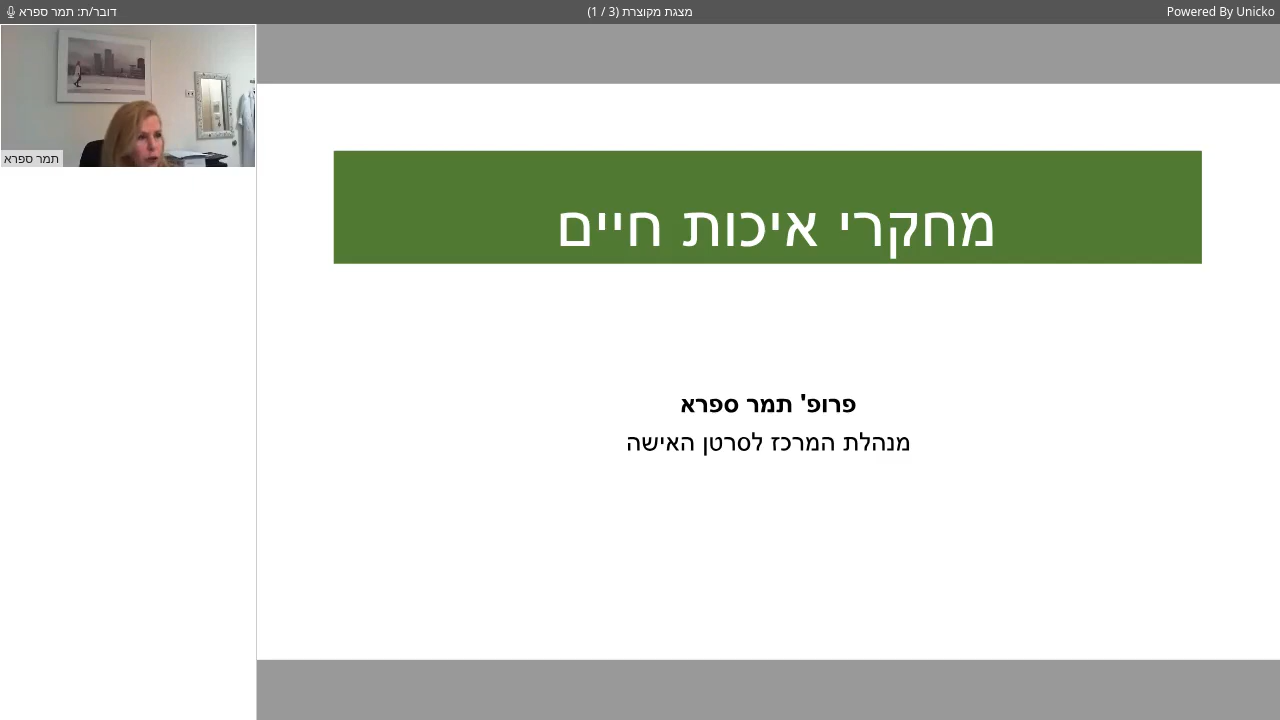 דובר/ת: תמר ספרא
מצגת מקוצרת (3 / 1)
Powered By Unicko
תמר ספרא
מחקרי איכות חיים
פרופ' תמר ספרא
מנהלת המרכז לסרטן האישה